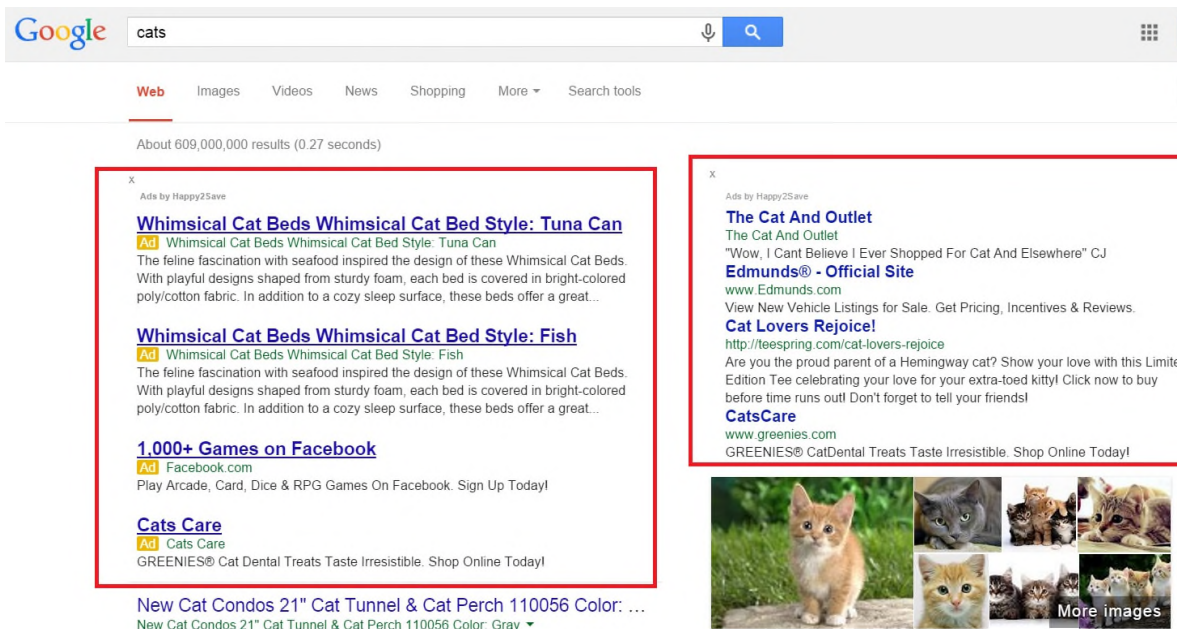 Google
cats
Web Images Videos News Shopping More Search tools
About 609,000,000 results (0.27 seconds)
x
Ads by Happy2Save
Whimsical Cat Beds Whimsical Cat Bed Style: Tuna Can
Ad Whimsical Cat Beds Whimsical Cat Bed Style: Tuna Can
The feline fascination with seafood inspired the design of these Whimsical Cat Beds.
With playful designs shaped from sturdy foam, each bed is covered in bright-colored
poly/cotton fabric. In addition to a cozy sleep surface, these beds offer a great...
Whimsical Cat Beds Whimsical Cat Bed Style: Fish
Ad Whimsical Cat Beds Whimsical Cat Bed Style: Fish
The feline fascination with seafood inspired the design of these Whimsical Cat Beds.
With playful designs shaped from sturdy foam, each bed is covered in bright-colored
poly/cotton fabric. In addition to a cozy sleep surface, these beds offer a great...
1,000+ Games on Facebook
Ad Facebook.com
Play Arcade, Card, Dice & RPG Games On Facebook. Sign Up Today!
Cats Care
Ad Cats Care
GREENIES® Cat Dental Treats Taste Irresistible. Shop Online Today!
New Cat Condos 21" Cat Tunnel & Cat Perch 110056 Color: ...
New Cat Condos 21" Cat Tunnel & Cat Perch 110056 Color: Gray
x
Ads by Happy2Save
The Cat And Outlet
The Cat And Outlet
"Wow, I Cant Believe I Ever Shopped For Cat And Elsewhere" CJ
Edmunds® - Official Site
www.Edmunds.com
View New Vehicle Listings for Sale. Get Pricing, Incentives & Reviews.
Cat Lovers Rejoice!
http://teespring.com/cat-lovers-rejoice
Are you the proud parent of a Hemingway cat? Show your love with this Limite
Edition Tee celebrating your love for your extra-toed kitty! Click now to buy
before time runs out! Don't forget to tell your friends!
CatsCare
www.greenies.com
GREENIES® CatDental Treats Taste Irresistible. Shop Online Today!
More images